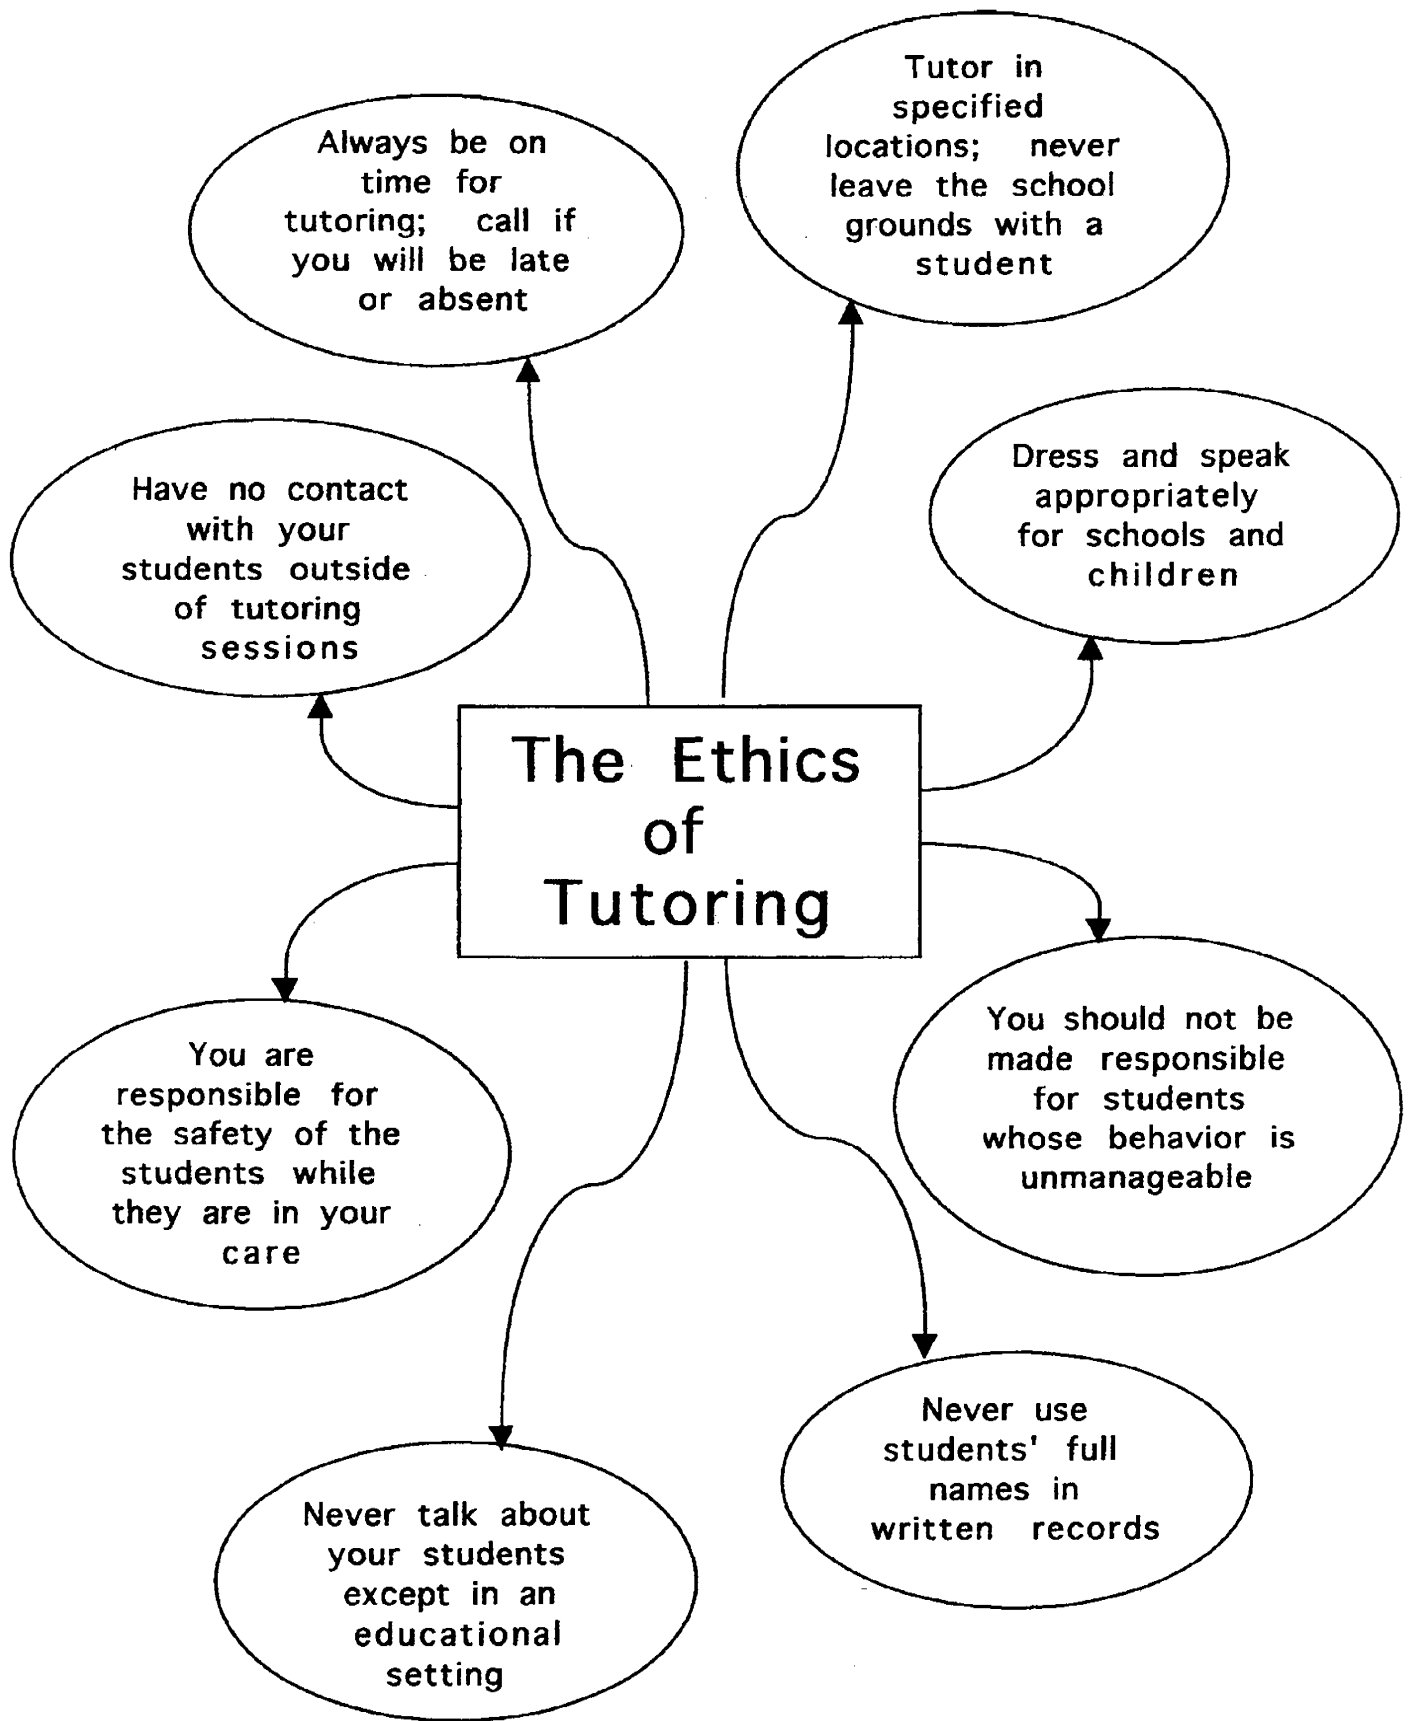 Tutor in
specified
locations; never
leave the school
grounds with a
student
Always be on
time for
tutoring; call if
you will be late
or absent
Dress and speak
appropriately
for schools and
children
Have no contact
with your
students outside
of tutoring
sessions
The Ethics
of
Tutoring
You should not be
made responsible
for students
whose behavior is
unmanageable
You are
responsible for
the safety of the
students while
they are in your
care
Never use
students' full
names in
written records
Never talk about
your students
except in an
educational
setting